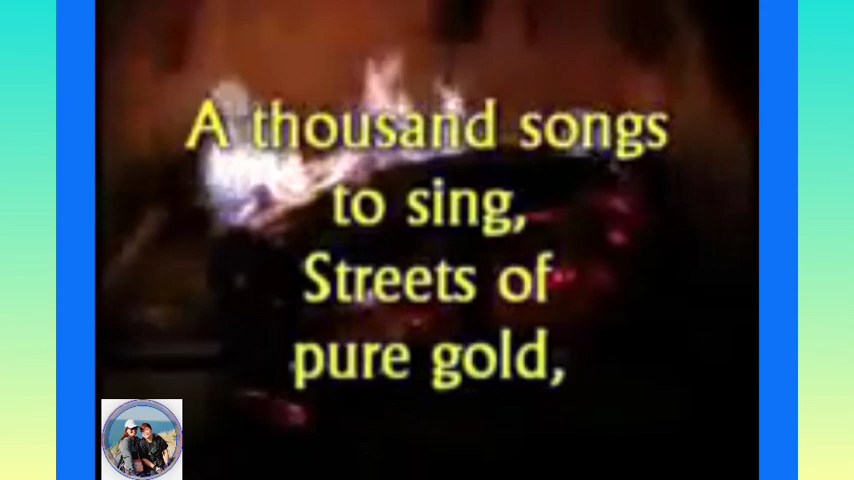 A thousand songs
to sing,
Streets of
pure gold,